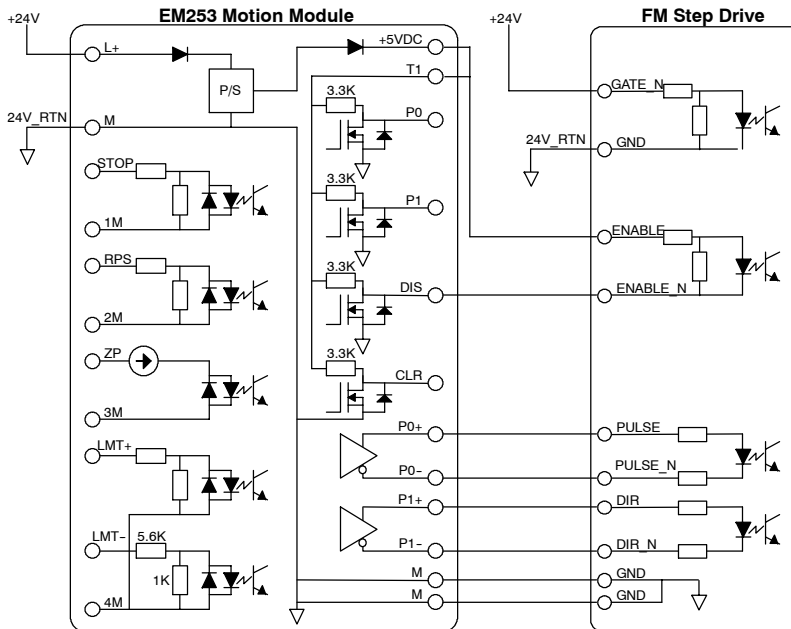 EM253 Motion Module
FM Step Drive
+24V
L+
P/S
24V_RTN
M
STOP
1M
RPS
2M
ZP
3M
LMT+
LMT−
5.6K
1K
4M
+5VDC
T1
3.3K
P0
3.3K
P1
3.3K
DIS
3.3K
CLR
P0+
P0−
P1+
P1−
M
M
+24V
GATE_N
24V_RTN
GND
ENABLE
ENABLE_N
PULSE
PULSE_N
DIR
DIR_N
GND
GND